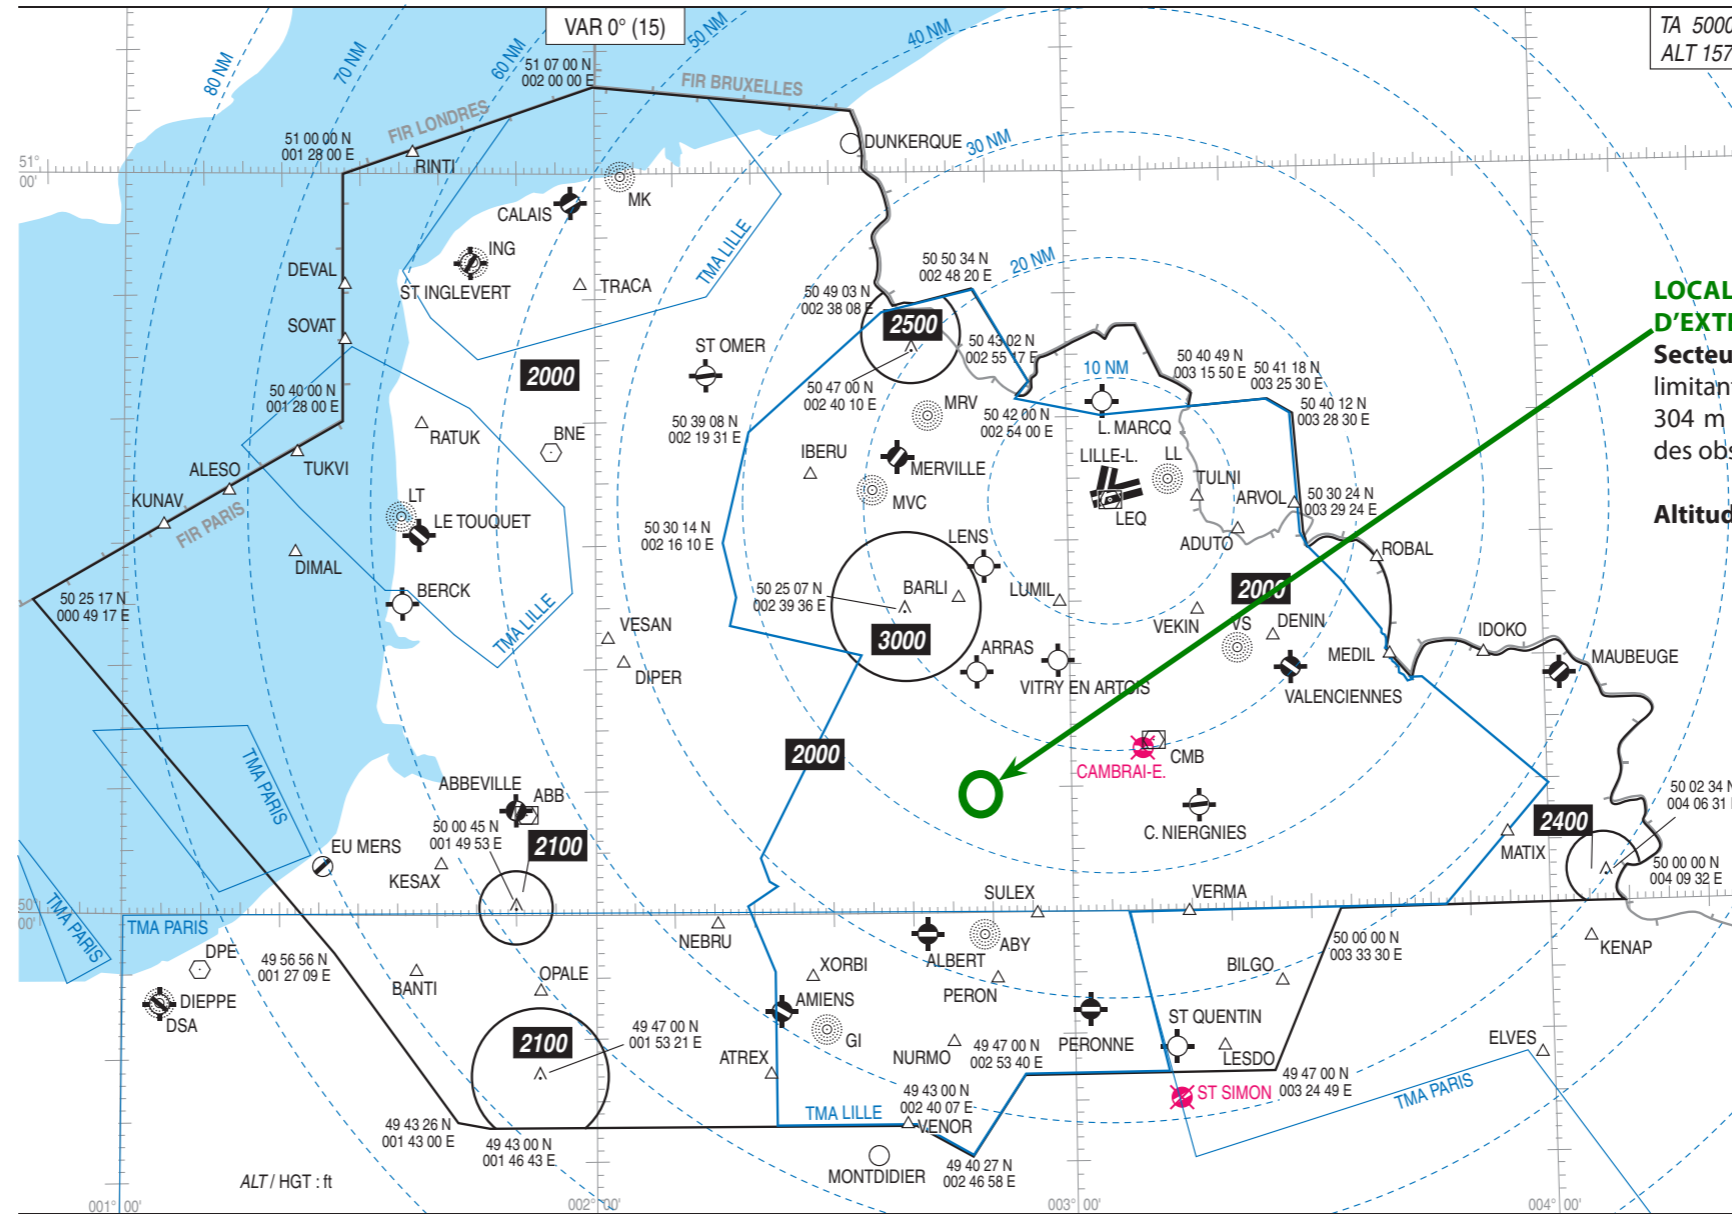 VAR 0° (15)
TA 5000
ALT 157
80 NM
70 NM
60 NM
50 NM
40 NM
30 NM
20 NM
10 NM
51 07 00 N
002 00 00 E
FIR BRUXELLES
FIR LONDRES
51 00 00 N
001 28 00 E
RINTI
DUNKERQUE
51°
00'
MK
CALAIS
ING
ST INGLEVERT
DEVAL
TRACA
TMA LILLE
SOVAT
50 50 34 N
002 48 20 E
50 49 03 N
002 38 08 E
2500
50 43 02 N
002 55 17 E
LOCAL
D'EXTE
Secteu
limitan
304 m
des obs
Altitud
ST OMER
2000
50 40 49 N
003 15 50 E
50 41 18 N
003 25 30 E
50 40 00 N
001 28 00 E
50 47 00 N
002 40 10 E
MRV
50 42 00 N
002 54 00 E
L. MARCQ
50 40 12 N
003 28 30 E
50 39 08 N
002 19 31 E
RATUK
BNE
IBERU
MERVILLE
LILLE-L.
LL
TULNI
ALESO
TUKVI
KUNAV
FIR PARIS
LT
LE TOUQUET
MVC
LEQ
ARVOL
50 30 24 N
003 29 24 E
50 30 14 N
002 16 10 E
LENS
ADUTO
ROBAL
DIMAL
BERCK
50 25 17 N
000 49 17 E
50 25 07 N
002 39 36 E
BARLI
LUMIL
2000
VEKIN
VS
DENIN
TMA LILLE
VESAN
DIPER
3000
ARRAS
VITRY EN ARTOIS
MEDIL
IDOKO
MAUBEUGE
VALENCIENNES
TMA PARIS
2000
CMB
CAMBRAI-E.
ABBEVILLE
ABB
50 00 45 N
001 49 53 E
2100
C. NIERGNIES
50 02 34 N
004 06 31 E
2400
MATIX
EU MERS
KESAX
50 00 00 N
004 09 32 E
TMA PARIS
50°
00'
TMA PARIS
SULEX
VERMA
DPE
NEBRU
ALBERT
ABY
50 00 00 N
003 33 30 E
KENAP
49 56 56 N
001 27 09 E
BANTI
OPALE
XORBI
PERON
BILGO
DIEPPE
DSA
AMIENS
GI
2100
49 47 00 N
001 53 21 E
ATREX
NURMO
49 47 00 N
002 53 40 E
PERONNE
ST QUENTIN
LESDO
ELVES
49 47 00 N
003 24 49 E
ST SIMON
TMA PARIS
49 43 26 N
001 43 00 E
49 43 00 N
001 46 43 E
TMA LILLE
49 43 00 N
002 40 07 E
VENOR
MONTDIDIER
49 40 27 N
002 46 58 E
ALT / HGT : ft
001° 00'
002° 00'
003° 00'
004° 00'